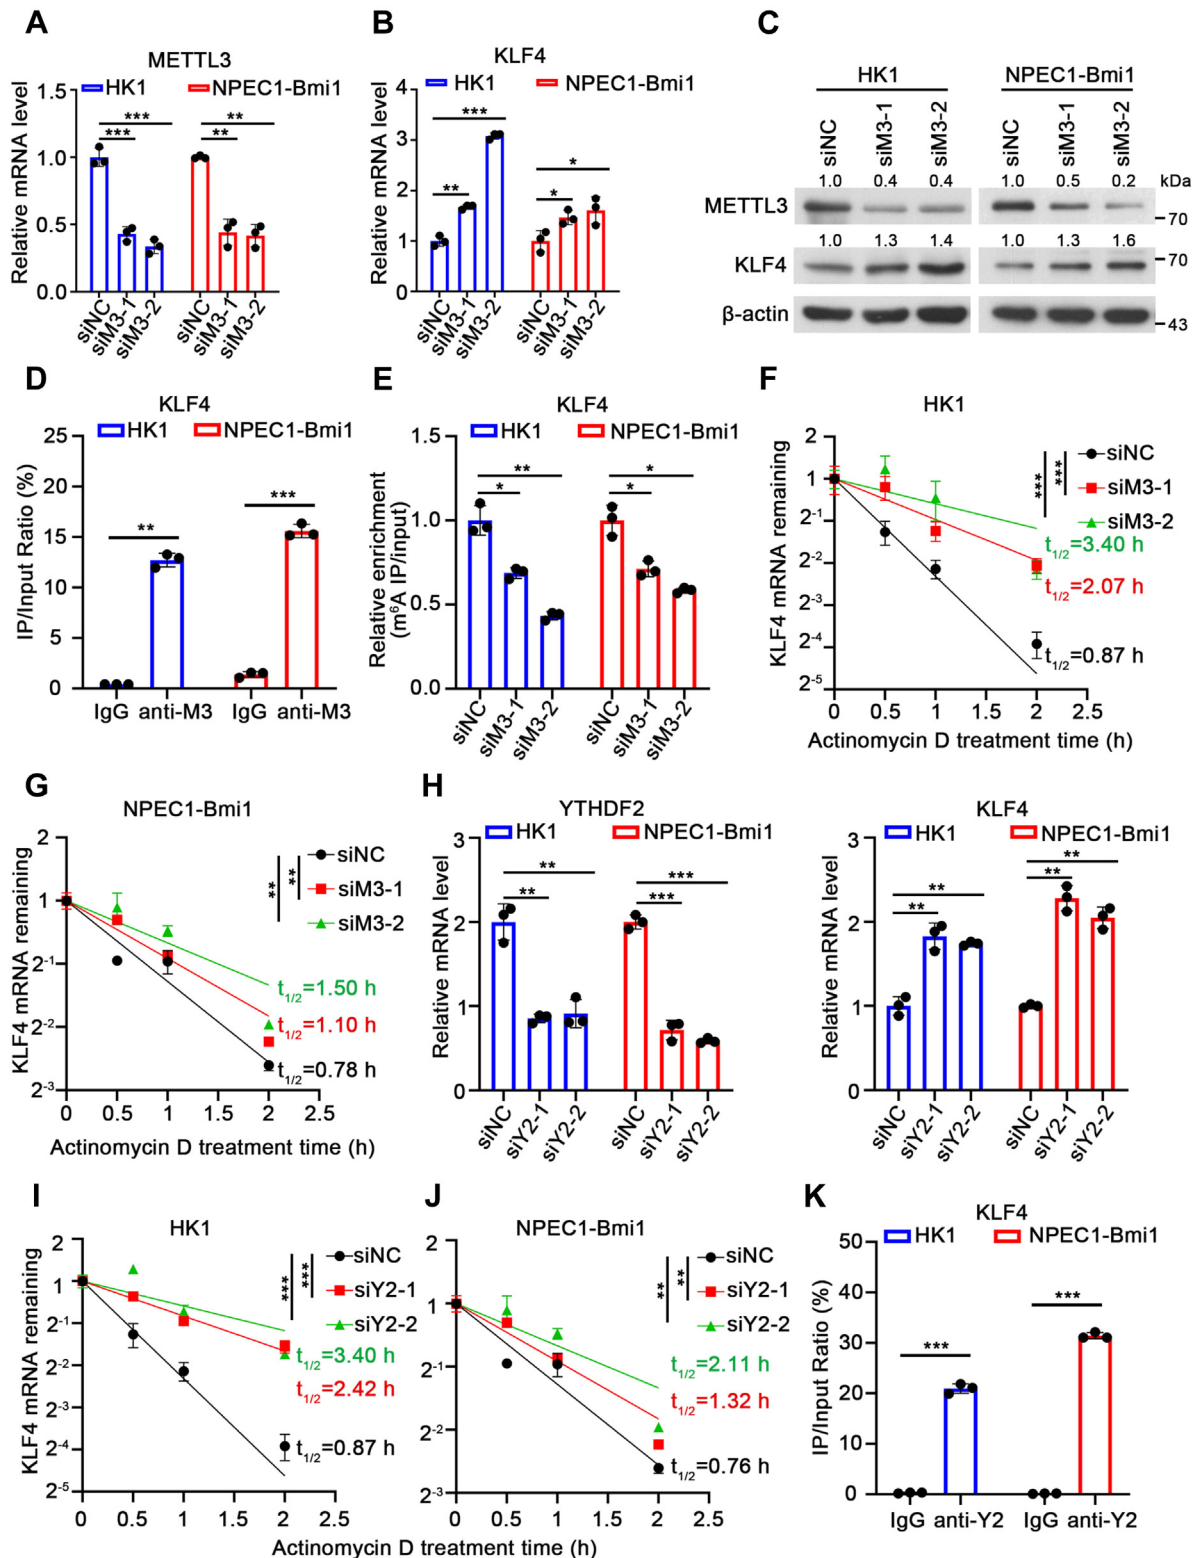 A
METTL3
HK1 NPEC1-Bmi1
Relative mRNA level
1.5
1.0
0.5
0.0
*** *** ** **
siNC siM3-1 siM3-2 siNC siM3-1 siM3-2
B
KLF4
HK1 NPEC1-Bmi1
Relative mRNA level
4
3
2
1
0
*** ** * *
siNC siM3-1 siM3-2 siNC siM3-1 siM3-2
C
HK1 NPEC1-Bmi1
siNC siM3-1 siM3-2 siNC siM3-1 siM3-2
1.0 0.4 0.4 1.0 0.5 0.2 kDa
METTL3 70
1.0 1.3 1.4 1.0 1.3 1.6 70
KLF4
β-actin 43
D
KLF4
HK1 NPEC1-Bmi1
IP/Input Ratio (%)
25
20
15
10
5
0
** ***
IgG anti-M3 IgG anti-M3
E
KLF4
HK1 NPEC1-Bmi1
Relative enrichment
(m⁶A IP/input)
1.5
1.0
0.5
0.0
** * * *
siNC siM3-1 siM3-2 siNC siM3-1 siM3-2
F
HK1
KLF4 mRNA remaining
2
1
2-1
2-2
2-3
2-4
2-5
*** ***
siNC
siM3-1
siM3-2
t1/2=3.40 h
t1/2=2.07 h
t1/2=0.87 h
0 0.5 1 1.5 2 2.5
Actinomycin D treatment time (h)
G
NPEC1-Bmi1
KLF4 mRNA remaining
2
1
2-1
2-2
2-3
** **
siNC
siM3-1
siM3-2
t1/2=1.50 h
t1/2=1.10 h
t1/2=0.78 h
0 0.5 1 1.5 2 2.5
Actinomycin D treatment time (h)
H
YTHDF2
HK1 NPEC1-Bmi1
Relative mRNA level
3
2
1
0
** ** *** ***
siNC siY2-1 siY2-2 siNC siY2-1 siY2-2
KLF4
HK1 NPEC1-Bmi1
Relative mRNA level
3
2
1
0
** ** ** **
siNC siY2-1 siY2-2 siNC siY2-1 siY2-2
I
HK1
KLF4 mRNA remaining
2
1
2-1
2-2
2-3
2-4
2-5
*** ***
siNC
siY2-1
siY2-2
t1/2=3.40 h
t1/2=2.42 h
t1/2=0.87 h
0 0.5 1 1.5 2 2.5
J
NPEC1-Bmi1
2
1
2-1
2-2
2-3
** **
siNC
siY2-1
siY2-2
t1/2=2.11 h
t1/2=1.32 h
t1/2=0.76 h
0 0.5 1 1.5 2 2.5
Actinomycin D treatment time (h)
K
KLF4
HK1 NPEC1-Bmi1
IP/Input Ratio (%)
50
40
30
20
10
0
*** ***
IgG anti-Y2 IgG anti-Y2